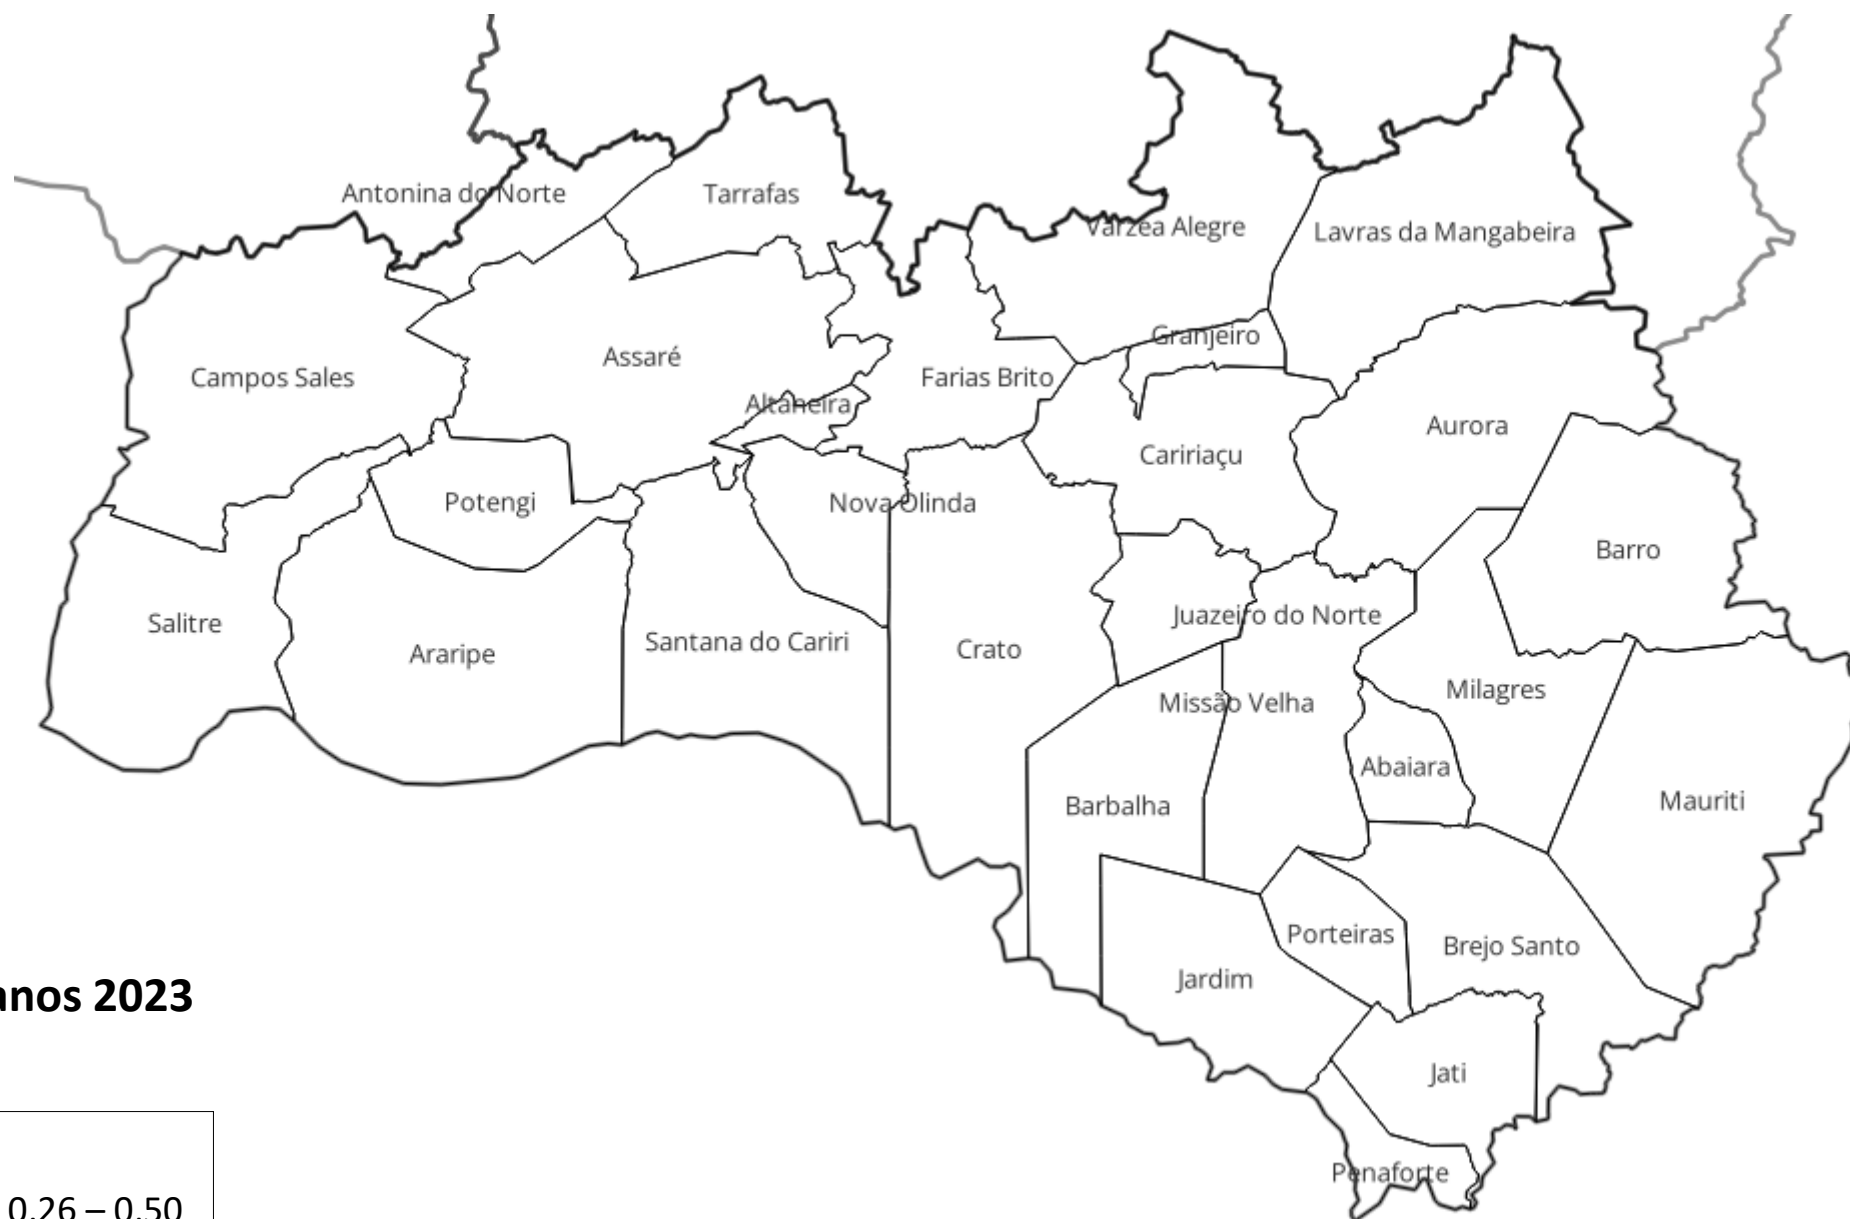 Antonina do Norte
Tarrafas
Várzea Alegre
Lavras da Mangabeira
Granjeiro
Assaré
Campos Sales
Farias Brito
Altaneira
Aurora
Caririaçu
Potengi
Nova Olinda
Barro
Salitre
Juazeiro do Norte
Santana do Cariri
Araripe
Crato
Milagres
Missão Velha
Abaiara
Mauriti
Barbalha
Porteiras
Brejo Santo
Jardim
anos 2023
Jati
Penaforte
0,26 – 0,50